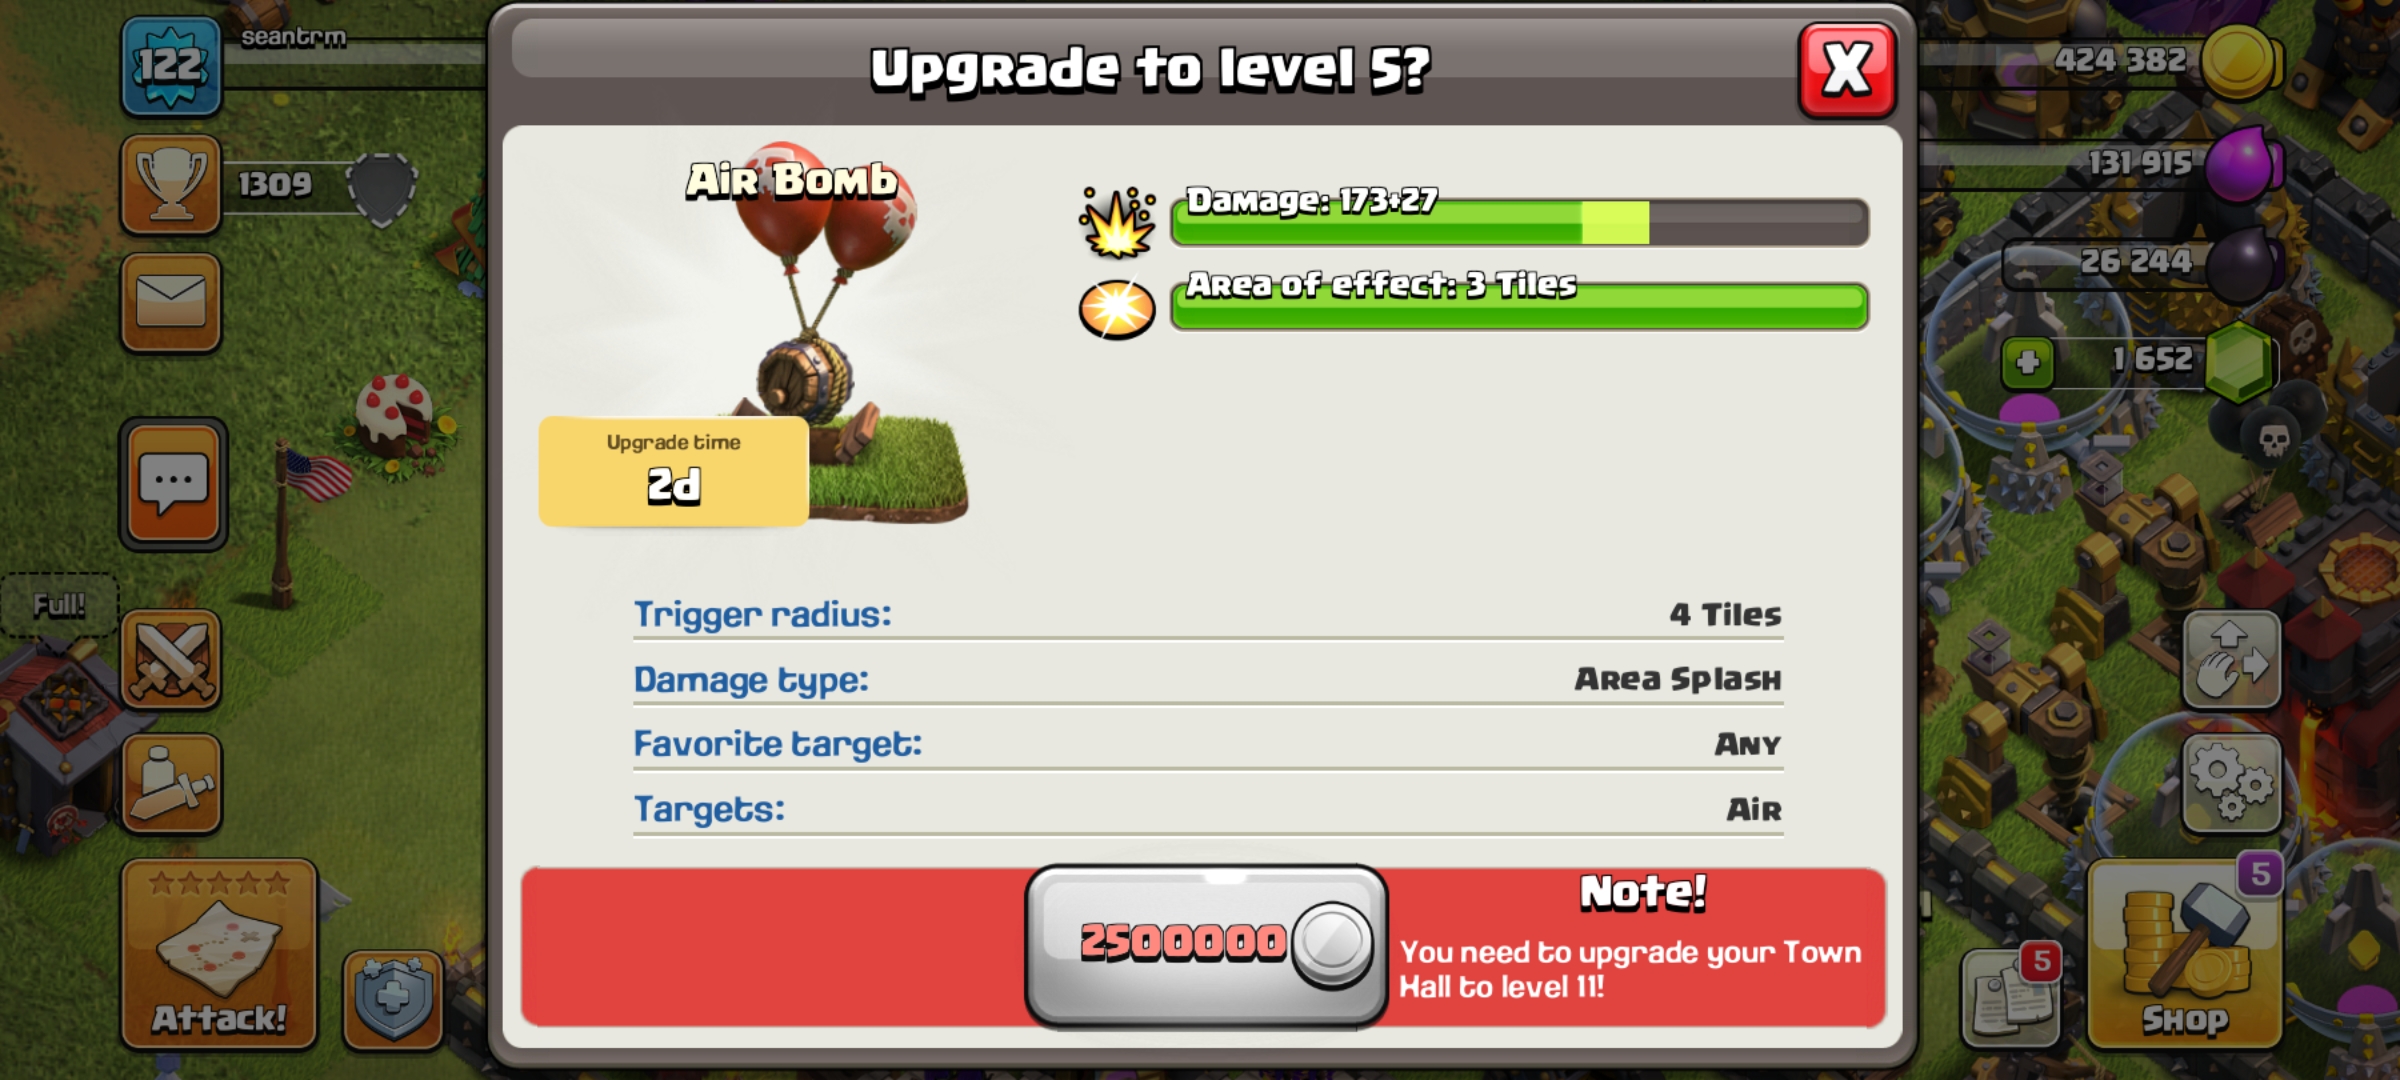 122
seantrm
Upgrade to level 5?
X
424 382
131 915
26 244
1 652
1309
Air Bomb
Damage: 173+27
Area of effect: 3 Tiles
Upgrade time
2d
Full!
Trigger radius: 4 Tiles
Damage type: Area Splash
Favorite target: Any
Targets: Air
2500000
Note!
You need to upgrade your Town
Hall to level 11!
Attack!
5
5
Shop